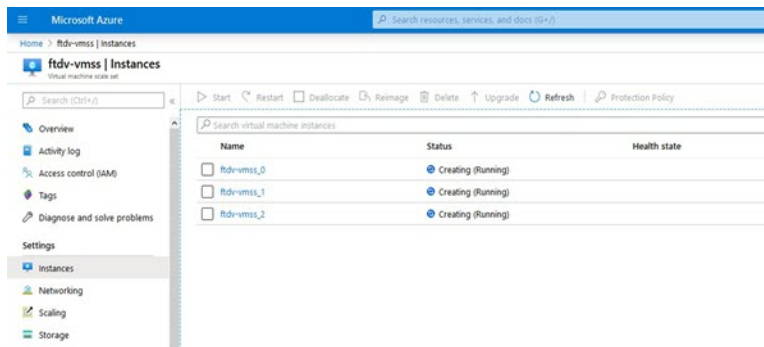 Microsoft Azure
Search resources, services, and docs (G+/)
Home > ftdv-vmss | Instances
ftdv-vmss | Instances
Virtual machine scale set
Search (Ctrl+/)
«
Start Restart Deallocate Reimage Delete Upgrade Refresh Protection Policy
Search virtual machine instances
Overview
Activity log
Access control (IAM)
Tags
Diagnose and solve problems
Settings
Instances
Networking
Scaling
Storage
Name Status Health state
ftdv-vmss_0 Creating (Running)
ftdv-vmss_1 Creating (Running)
ftdv-vmss_2 Creating (Running)